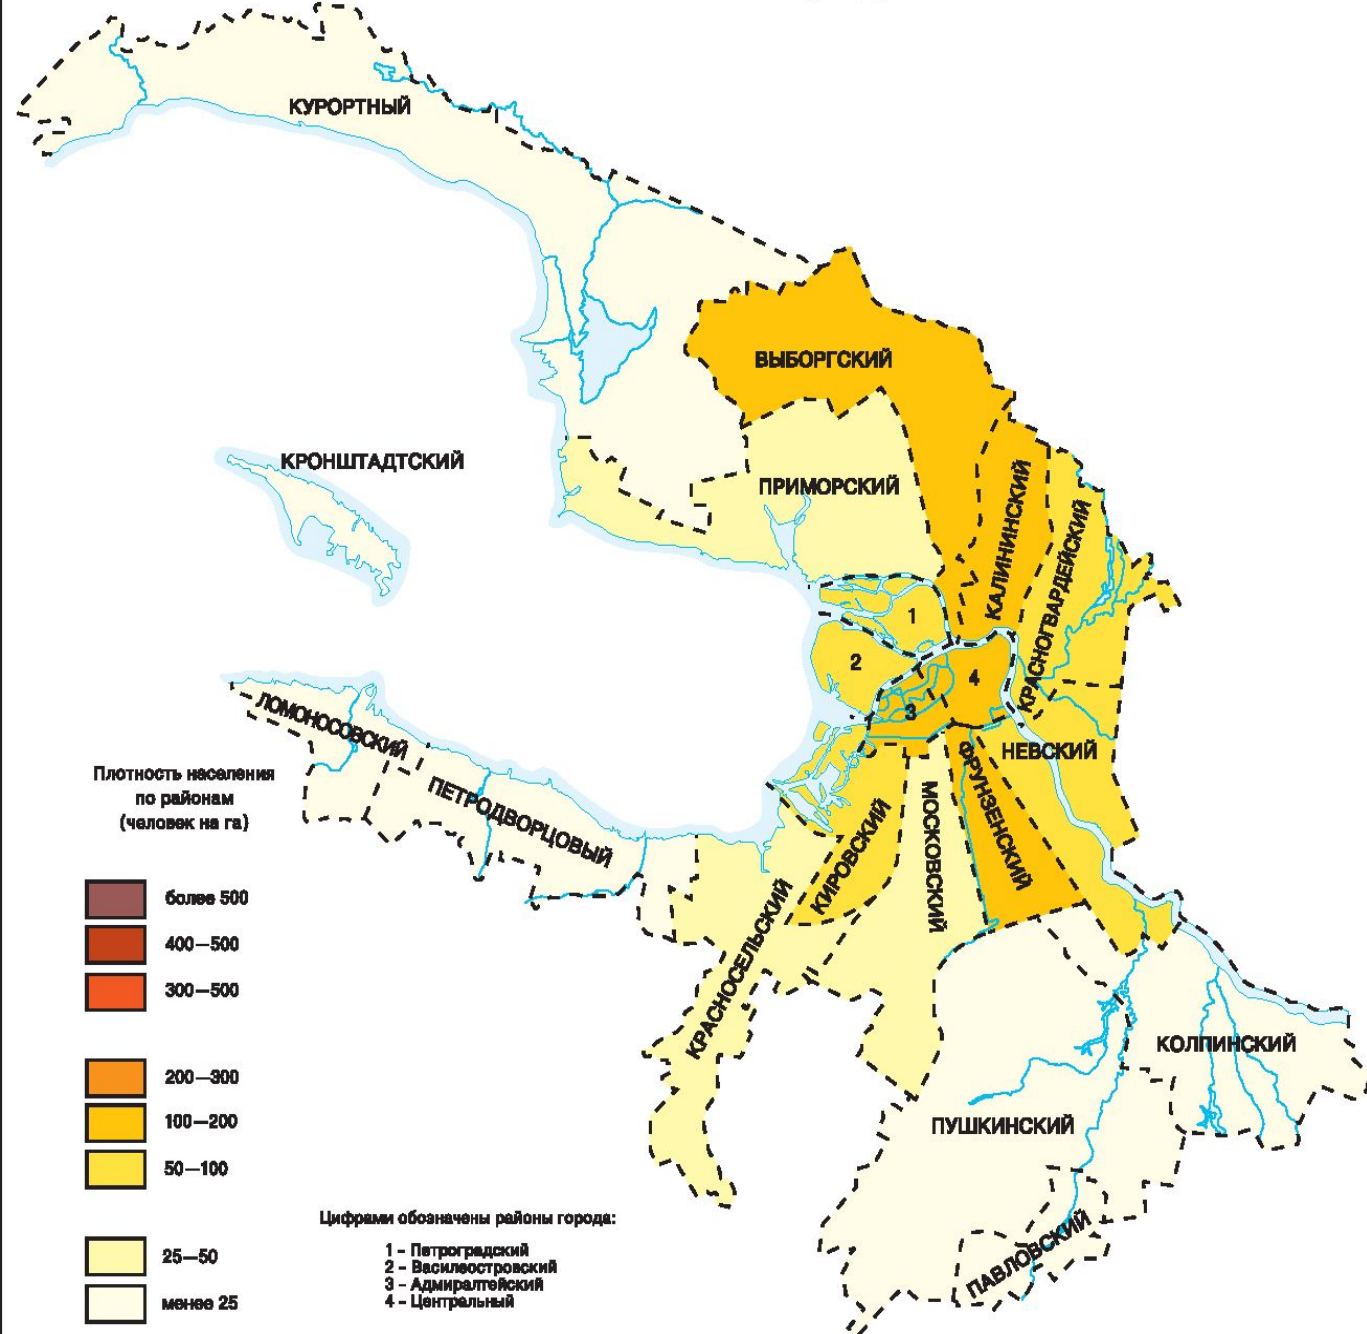 КУРОРТНЫЙ
ВЫБОРГСКИЙ
КРОНШТАДТСКИЙ
ПРИМОРСКИЙ
КАЛИНИНСКИЙ
КРАСНОГВАРДЕЙСКИЙ
1
2
4
3
ЛОМОНОСОВСКИЙ
НЕВСКИЙ
ФРУНЗЕНСКИЙ
ПЕТРОДВОРЦОВЫЙ
МОСКОВСКИЙ
КИРОВСКИЙ
КРАСНОСЕЛЬСКИЙ
КОЛПИНСКИЙ
ПУШКИНСКИЙ
ПАВЛОВСКИЙ
Плотность населения
по районам
(человек на га)
более 500
400—500
300—500
200—300
100—200
50—100
25—50
менее 25
Цифрами обозначены районы города:
1 - Петроградский
2 - Василеостровский
3 - Адмиралтейский
4 - Центральный